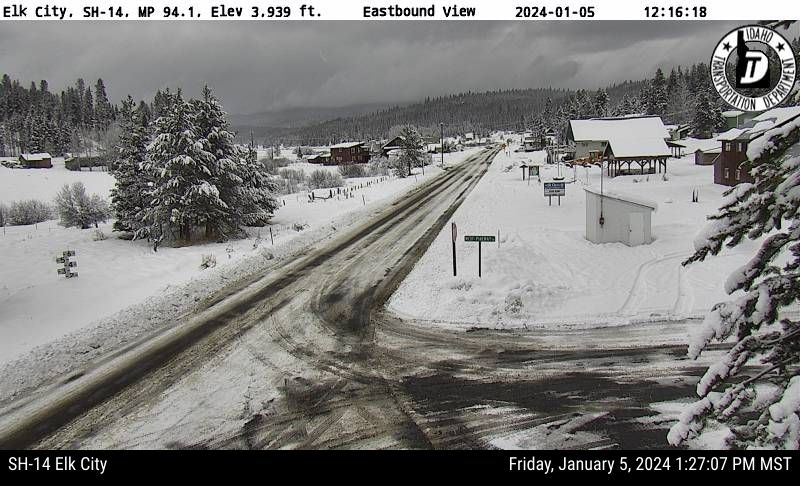 Elk City, SH-14, MP 94.1, Elev 3,939 ft. Eastbound View 2024-01-05 12:16:18
IDAHO
TRANSPORTATION DEPARTMENT
SH-14 Elk City Friday, January 5, 2024 1:27:07 PM MST